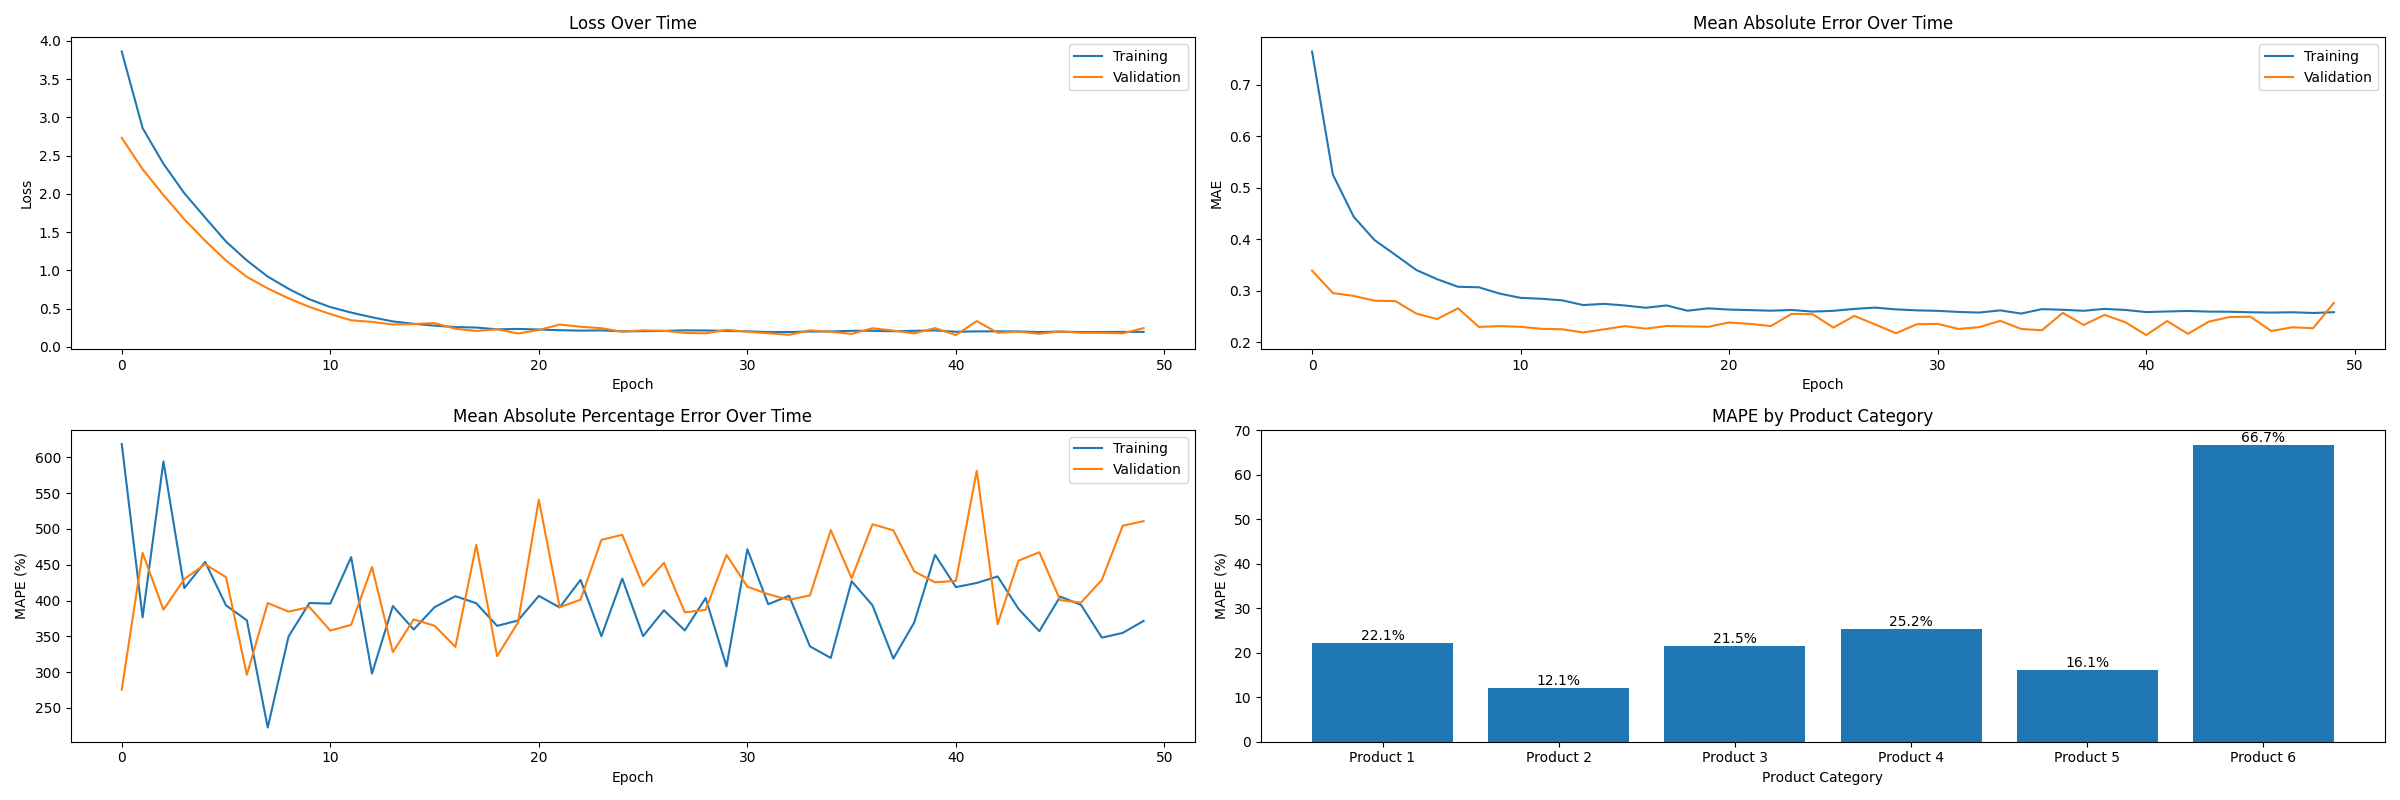 Loss Over Time
4.0
3.5
3.0
2.5
2.0
1.5
1.0
0.5
0.0
Loss
0 10 20 30 40 50
Epoch
Training
Validation
Mean Absolute Error Over Time
0.7
0.6
0.5
0.4
0.3
0.2
MAE
0 10 20 30 40 50
Epoch
Training
Validation
Mean Absolute Percentage Error Over Time
600
550
500
450
400
350
300
250
MAPE (%)
0 10 20 30 40 50
Epoch
Training
Validation
MAPE by Product Category
70
60
50
40
30
20
10
0
MAPE (%)
22.1% 12.1% 21.5% 25.2% 16.1% 66.7%
Product 1 Product 2 Product 3 Product 4 Product 5 Product 6
Product Category